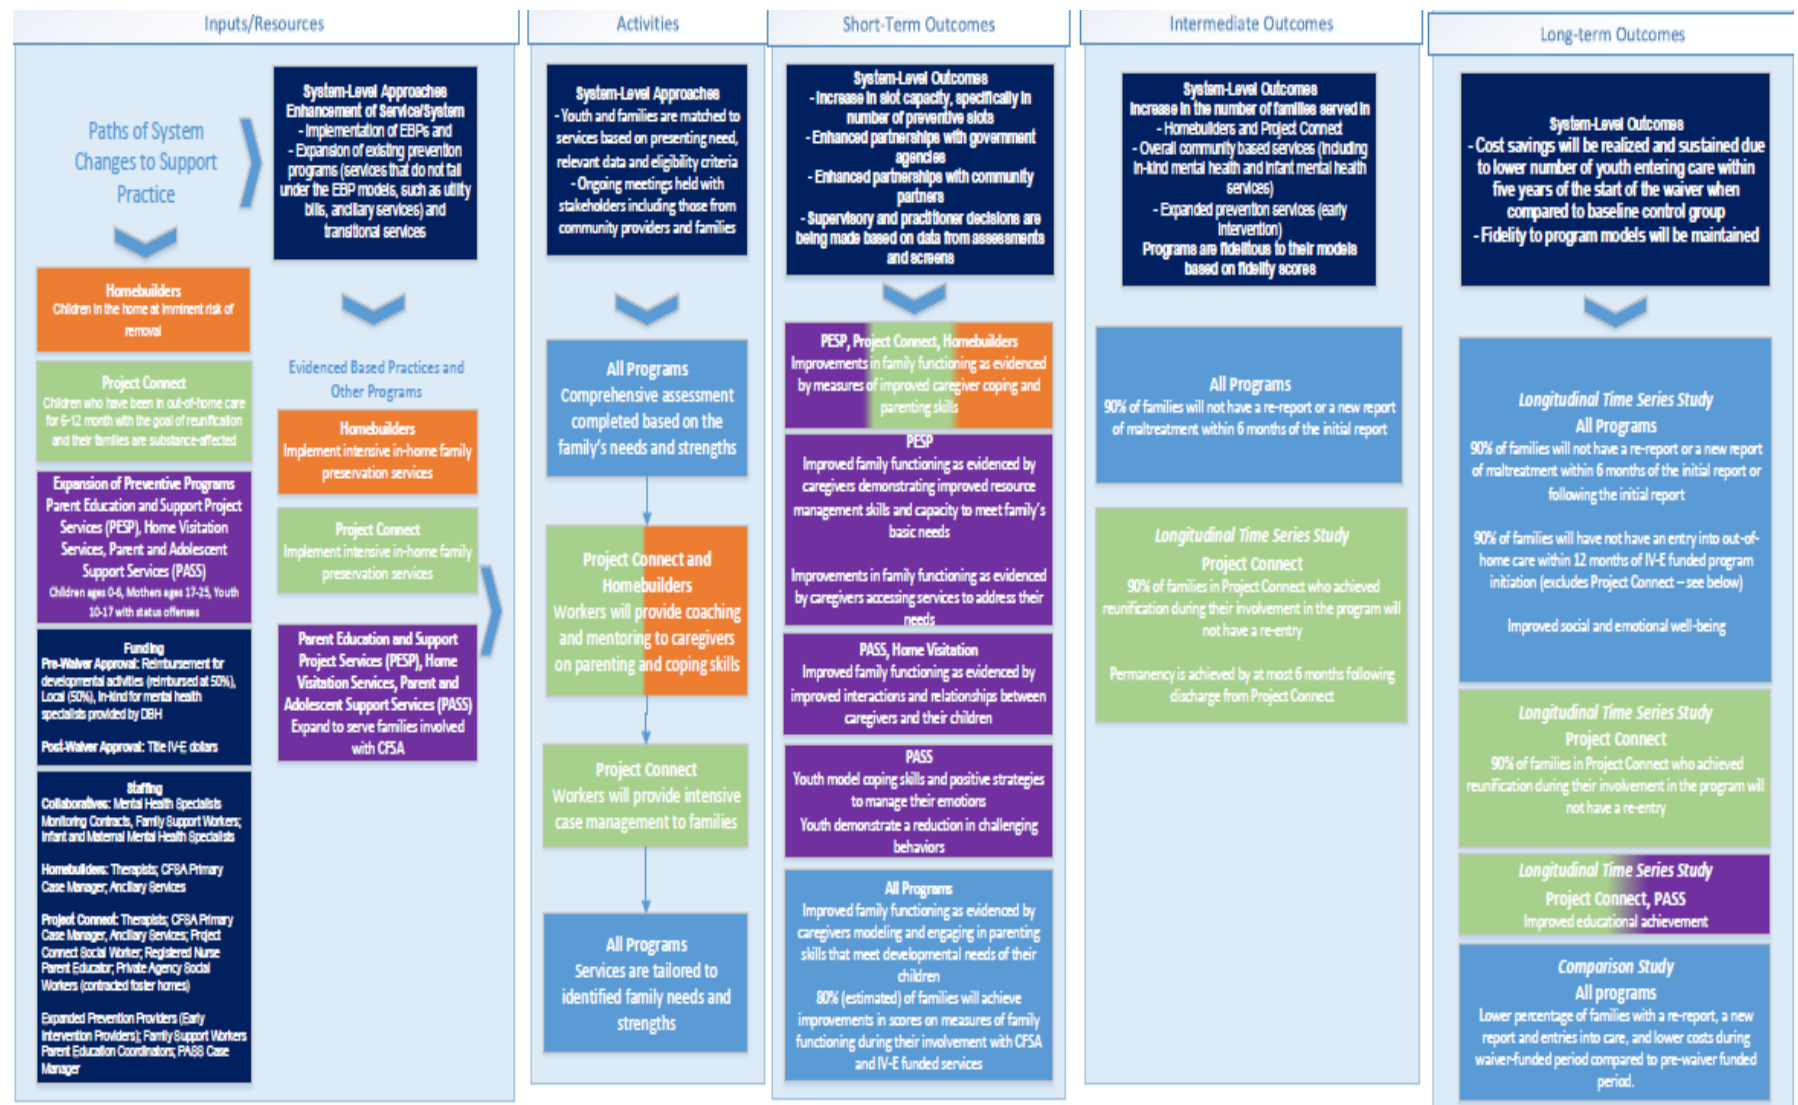 Inputs/Resources
Paths of System
Changes to Support
Practice
System-Level Approaches
Enhancement of Service/System
- Implementation of EBPs and
- Expansion of existing prevention
programs (services that do not fall
under the EBP models, such as utility
bills, ancillary services) and
transitional services
Homebuilders
Children in the home at imminent risk of
removal
Project Connect
Children who have been in out-of-home care
for 6-12 month with the goal of reunification
and their families are substance-affected
Expansion of Preventive Programs
Parent Education and Support Project
Services (PESP), Home Visitation
Services, Parent and Adolescent
Support Services (PASS)
Children ages 0-6, Mothers ages 17-25, Youth
10-17 with status offenses
Funding
Pre-Waiver Approval: Reimbursement for
developmental activities (reimbursed at 50%),
Local (50%), In-kind for mental health
specialists provided by DBH
Post-Waiver Approval: Title IV-E dollars
Staffing
Collaboratives: Mental Health Specialists
Monitoring Contracts, Family Support Workers;
Infant and Maternal Mental Health Specialists
Homebuilders: Therapists; CFSA Primary
Case Manager; Ancillary Services
Project Connect: Therapists; CFSA Primary
Case Manager, Ancillary Services; Project
Connect Social Worker; Registered Nurse
Parent Educator; Private Agency Social
Workers (contracted foster homes)
Expanded Prevention Providers (Early
Intervention Providers); Family Support Workers
Parent Education Coordinators; PASS Case
Manager
Evidenced Based Practices and
Other Programs
Homebuilders
Implement intensive in-home family
preservation services
Project Connect
Implement intensive in-home family
preservation services
Parent Education and Support
Project Services (PESP), Home
Visitation Services, Parent and
Adolescent Support Services (PASS)
Expand to serve families involved
with CFSA
Activities
System-Level Approaches
- Youth and families are matched to
services based on presenting need,
relevant data and eligibility criteria
- Ongoing meetings held with
stakeholders including those from
community providers and families
All Programs
Comprehensive assessment
completed based on the
family's needs and strengths
Project Connect and
Homebuilders
Workers will provide coaching
and mentoring to caregivers
on parenting and coping skills
Project Connect
Workers will provide intensive
case management to families
All Programs
Services are tailored to
identified family needs and
strengths
Short-Term Outcomes
System-Level Outcomes
- Increase in slot capacity, specifically in
number of preventive slots
- Enhanced partnerships with government
agencies
- Enhanced partnerships with community
partners
- Supervisory and practitioner decisions are
being made based on data from assessments
and screens
PESP, Project Connect, Homebuilders
Improvements in family functioning as evidenced
by measures of improved caregiver coping and
parenting skills
PESP
Improved family functioning as evidenced by
caregivers demonstrating improved resource
management skills and capacity to meet family's
basic needs
Improvements in family functioning as evidenced
by caregivers accessing services to address their
needs
PASS, Home Visitation
Improved family functioning as evidenced by
improved interactions and relationships between
caregivers and their children
PASS
Youth model coping skills and positive strategies
to manage their emotions
Youth demonstrate a reduction in challenging
behaviors
All Programs
Improved family functioning as evidenced by
caregivers modeling and engaging in parenting
skills that meet developmental needs of their
children
80% (estimated) of families will achieve
improvements in scores on measures of family
functioning during their involvement with CFSA
and IV-E funded services
Intermediate Outcomes
System-Level Outcomes
Increase in the number of families served in
- Homebuilders and Project Connect
- Overall community based services (including
in-kind mental health and infant mental health
services)
- Expanded prevention services (early
intervention)
Programs are fidelitous to their models
based on fidelity scores
All Programs
90% of families will not have a re-report or a new report
of maltreatment within 6 months of the initial report
Longitudinal Time Series Study
Project Connect
90% of families in Project Connect who achieved
reunification during their involvement in the program will
not have a re-entry
Permanency is achieved by at most 6 months following
discharge from Project Connect
Long-term Outcomes
System-Level Outcomes
- Cost savings will be realized and sustained due
to lower number of youth entering care within
five years of the start of the waiver when
compared to baseline control group
- Fidelity to program models will be maintained
Longitudinal Time Series Study
All Programs
90% of families will not have a re-report or a new report
of maltreatment within 6 months of the initial report or
following the initial report
90% of families will have not have an entry into out-of-
home care within 12 months of IV-E funded program
initiation (excludes Project Connect – see below)
Improved social and emotional well-being
Longitudinal Time Series Study
Project Connect
90% of families in Project Connect who achieved
reunification during their involvement in the program will
not have a re-entry
Longitudinal Time Series Study
Project Connect, PASS
Improved educational achievement
Comparison Study
All programs
Lower percentage of families with a re-report, a new
report and entries into care, and lower costs during
waiver-funded period compared to pre-waiver funded
period.